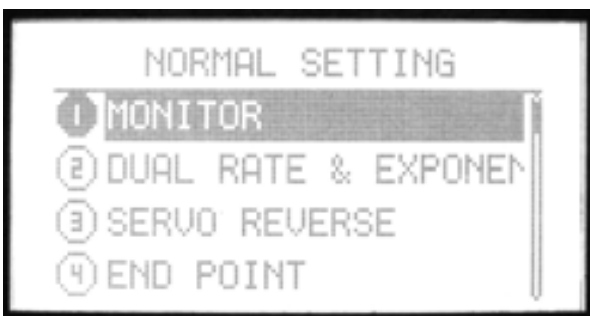 NORMAL SETTING
1 MONITOR
2 DUAL RATE & EXPONEN
3 SERVO REVERSE
4 END POINT